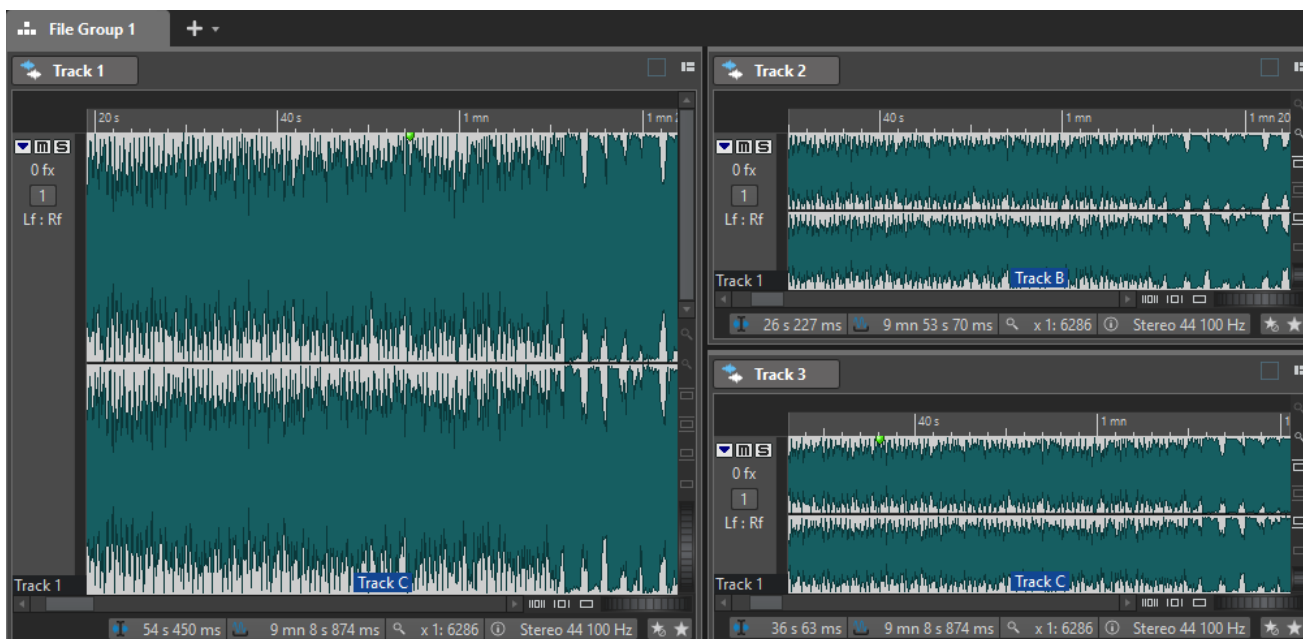 File Group 1
Track 1
20 s 40 s 1 mn 1 mn
m S
0 fx
1
Lf : Rf
Track 1
Track C
54 s 450 ms 9 mn 8 s 874 ms x 1: 6286 Stereo 44 100 Hz
Track 2
40 s 1 mn 1 mn 20
m S
0 fx
1
Lf : Rf
Track 1
Track B
26 s 227 ms 9 mn 53 s 70 ms x 1: 6286 Stereo 44 100 Hz
Track 3
40 s 1 mn 1
m S
0 fx
1
Lf : Rf
Track 1
Track C
36 s 63 ms 9 mn 8 s 874 ms x 1: 6286 Stereo 44 100 Hz